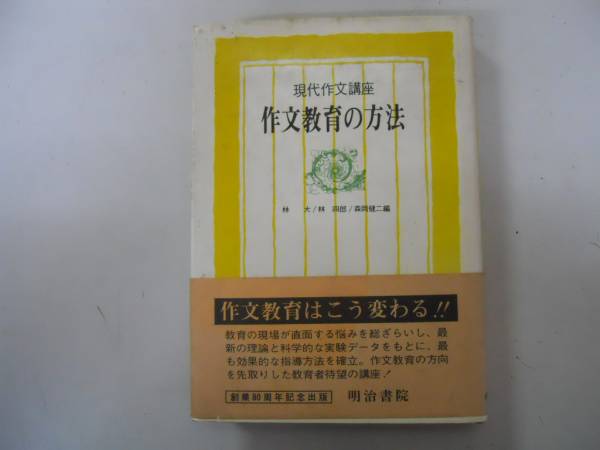 現代作文講座
作文教育の方法
林 大/林 四郎/森岡健二編
作文教育はこう変わる!!
教育の現場が直面する悩みを総ざらいし、最
新の理論と科学的な実験データをもとに、最
も効果的な指導方法を確立。作文教育の方向
を先取りした教育者待望の講座!
創業80周年記念出版 明治書院